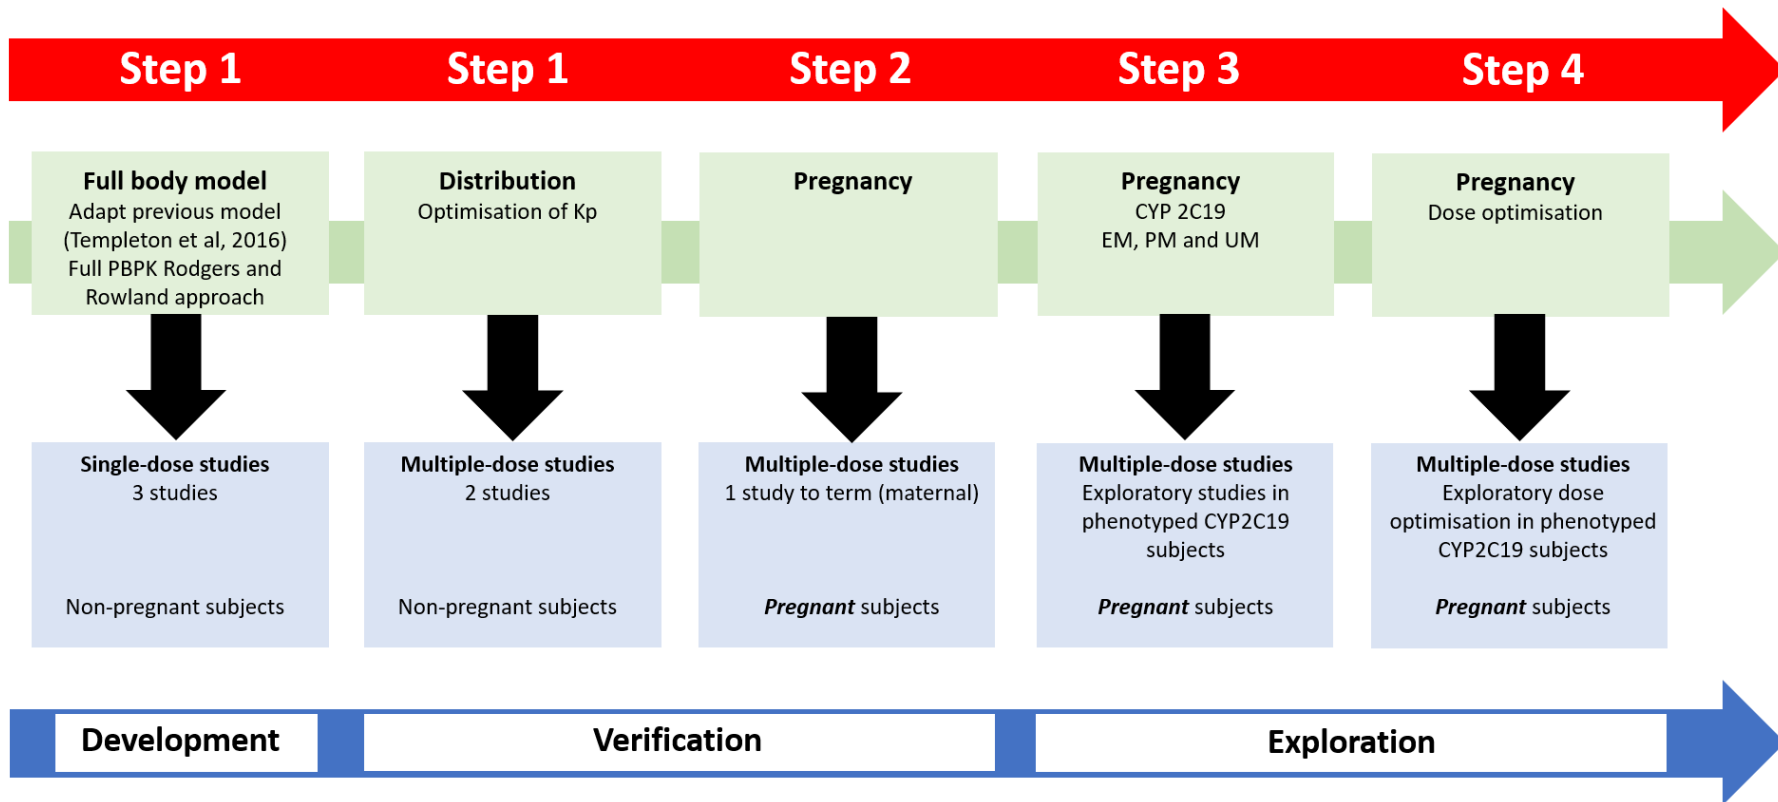 Step 1
Step 1
Step 2
Step 3
Step 4
Full body model
Adapt previous model
(Templeton et al, 2016)
Full PBPK Rodgers and
Rowland approach
Distribution
Optimisation of Kp
Pregnancy
Pregnancy
CYP 2C19
EM, PM and UM
Pregnancy
Dose optimisation
Single-dose studies
3 studies
Non-pregnant subjects
Multiple-dose studies
2 studies
Non-pregnant subjects
Multiple-dose studies
1 study to term (maternal)
Pregnant subjects
Multiple-dose studies
Exploratory studies in
phenotyped CYP2C19
subjects
Pregnant subjects
Multiple-dose studies
Exploratory dose
optimisation in phenotyped
CYP2C19 subjects
Pregnant subjects
Development
Verification
Exploration